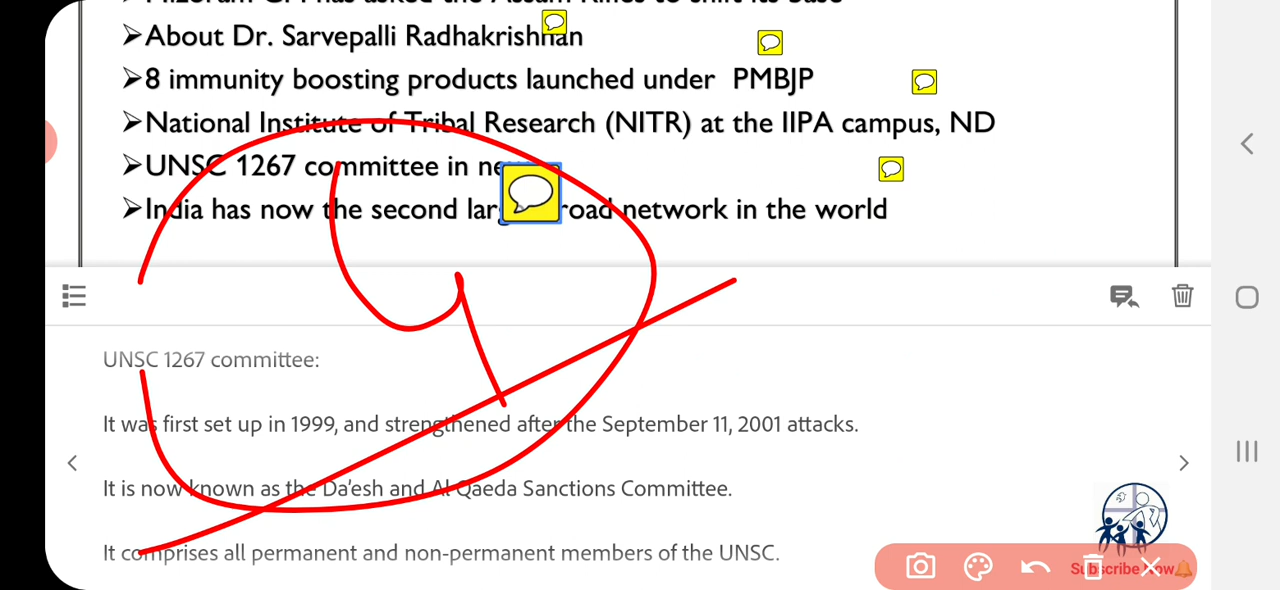 ➢About Dr. Sarvepalli Radhakrishnan
➢8 immunity boosting products launched under PMBJP
➢National Institute of Tribal Research (NITR) at the IIPA campus, ND
➢UNSC 1267 committee in
➢India has now the second road network in the world
UNSC 1267 committee:
It was first set up in 1999, and strengthened after the September 11, 2001 attacks.
It is now known as the Da'esh and Al-Qaeda Sanctions Committee.
It comprises all permanent and non-permanent members of the UNSC.
Subscribe Now